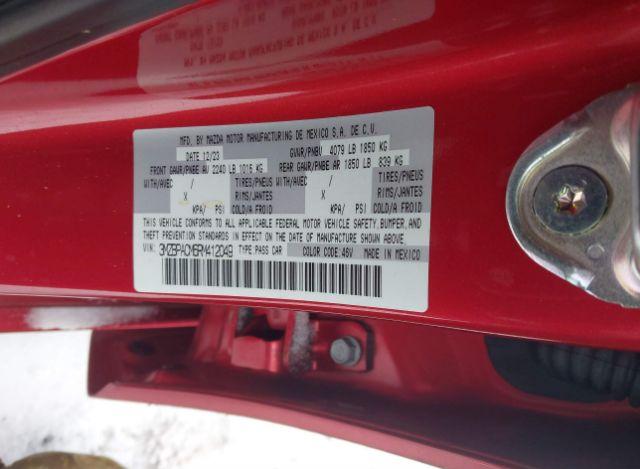 MFD. BY MAZDA MOTOR MANUFACTURING DE MEXICO S.A. DE C.V.
DATE 12/23 GVWR/PNBV 4079 LB 1850 KG
FRONT GAWR/PNBE AV 2240 LB 1016 KG REAR GAWR/PNBE AR 1850 LB 839 KG
WITH/AVEC / TIRES/PNEUS WITH/AVEC / TIRES/PNEUS
X RIMS/JANTES X RIMS/JANTES
KPA/ PSI COLD/A FROID KPA/ PSI COLD/A FROID
THIS VEHICLE CONFORMS TO ALL APPLICABLE FEDERAL MOTOR VEHICLE SAFETY, BUMPER, AND
THEFT PREVENTION STANDARDS IN EFFECT ON THE DATE OF MANUFACTURE SHOWN ABOVE.
VIN: 3MZBPACM6RM412049 TYPE: PASS CAR COLOR CODE: 46V MADE IN MEXICO